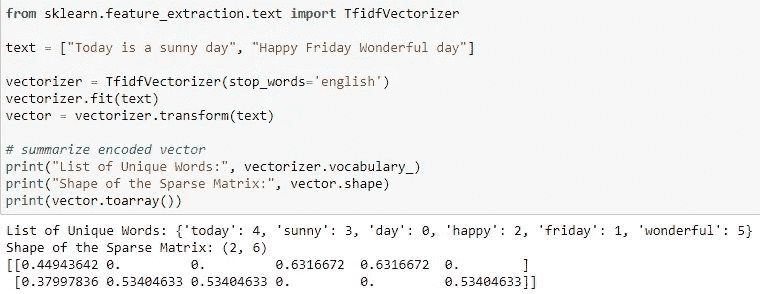 from sklearn.feature_extraction.text import TfidfVectorizer
text = ["Today is a sunny day", "Happy Friday Wonderful day"]
vectorizer = TfidfVectorizer(stop_words='english')
vectorizer.fit(text)
vector = vectorizer.transform(text)
# summarize encoded vector
print("List of Unique Words:", vectorizer.vocabulary_)
print("Shape of the Sparse Matrix:", vector.shape)
print(vector.toarray())
List of Unique Words: {'today': 4, 'sunny': 3, 'day': 0, 'happy': 2, 'friday': 1, 'wonderful': 5}
Shape of the Sparse Matrix: (2, 6)
[[0.44943642 0.         0.         0.6316672  0.6316672  0.        ]
 [0.37997836 0.53404633 0.53404633 0.         0.         0.53404633]]